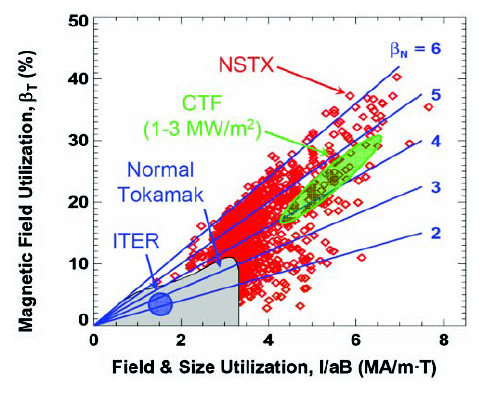 50
40
30
20
10
0
0
2
4
6
8
Magnetic Field Utilization, βT (%)
Field & Size Utilization, I/aB (MA/m-T)
NSTX
βN = 6
CTF
(1-3 MW/m²)
5
4
Normal
Tokamak
3
ITER
2